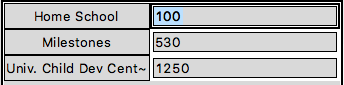 Home School 100
Milestones 530
Univ. Child Dev Cent~ 1250